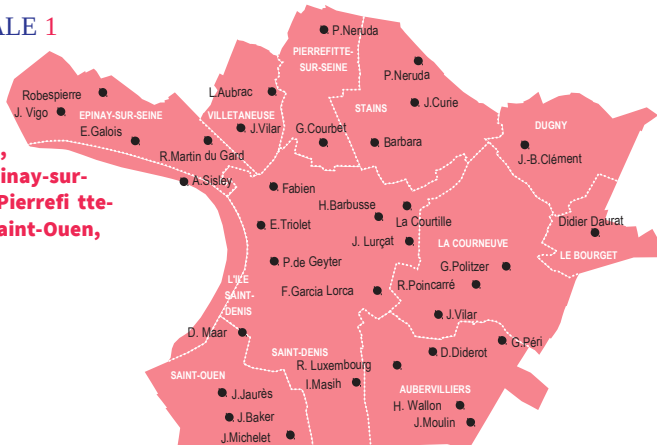 ALE 1
,
inay-sur-
Pierrefi tte-
aint-Ouen,
P.Neruda
PIERREFITTE-
SUR-SEINE
P.Neruda
Robespierre
L.Aubrac
J. Vigo
EPINAY-SUR-SEINE
VILLETANEUSE
STAINS
J.Curie
E.Galois
J.Vilar
G.Courbet
DUGNY
R.Martin du Gard
Barbara
J.-B.Clément
A.Sisley
Fabien
H.Barbusse
La Courtille
Didier Daurat
E.Triolet
J. Lurçat
LA COURNEUVE
LE BOURGET
P.de Geyter
G.Politzer
L'ILE
SAINT-
DENIS
F.Garcia Lorca
R.Poincarré
J.Vilar
D. Maar
SAINT-DENIS
G.Péri
D.Diderot
R. Luxembourg
SAINT-OUEN
I.Masih
AUBERVILLIERS
J.Jaurès
H. Wallon
J.Baker
J.Moulin
J.Michelet